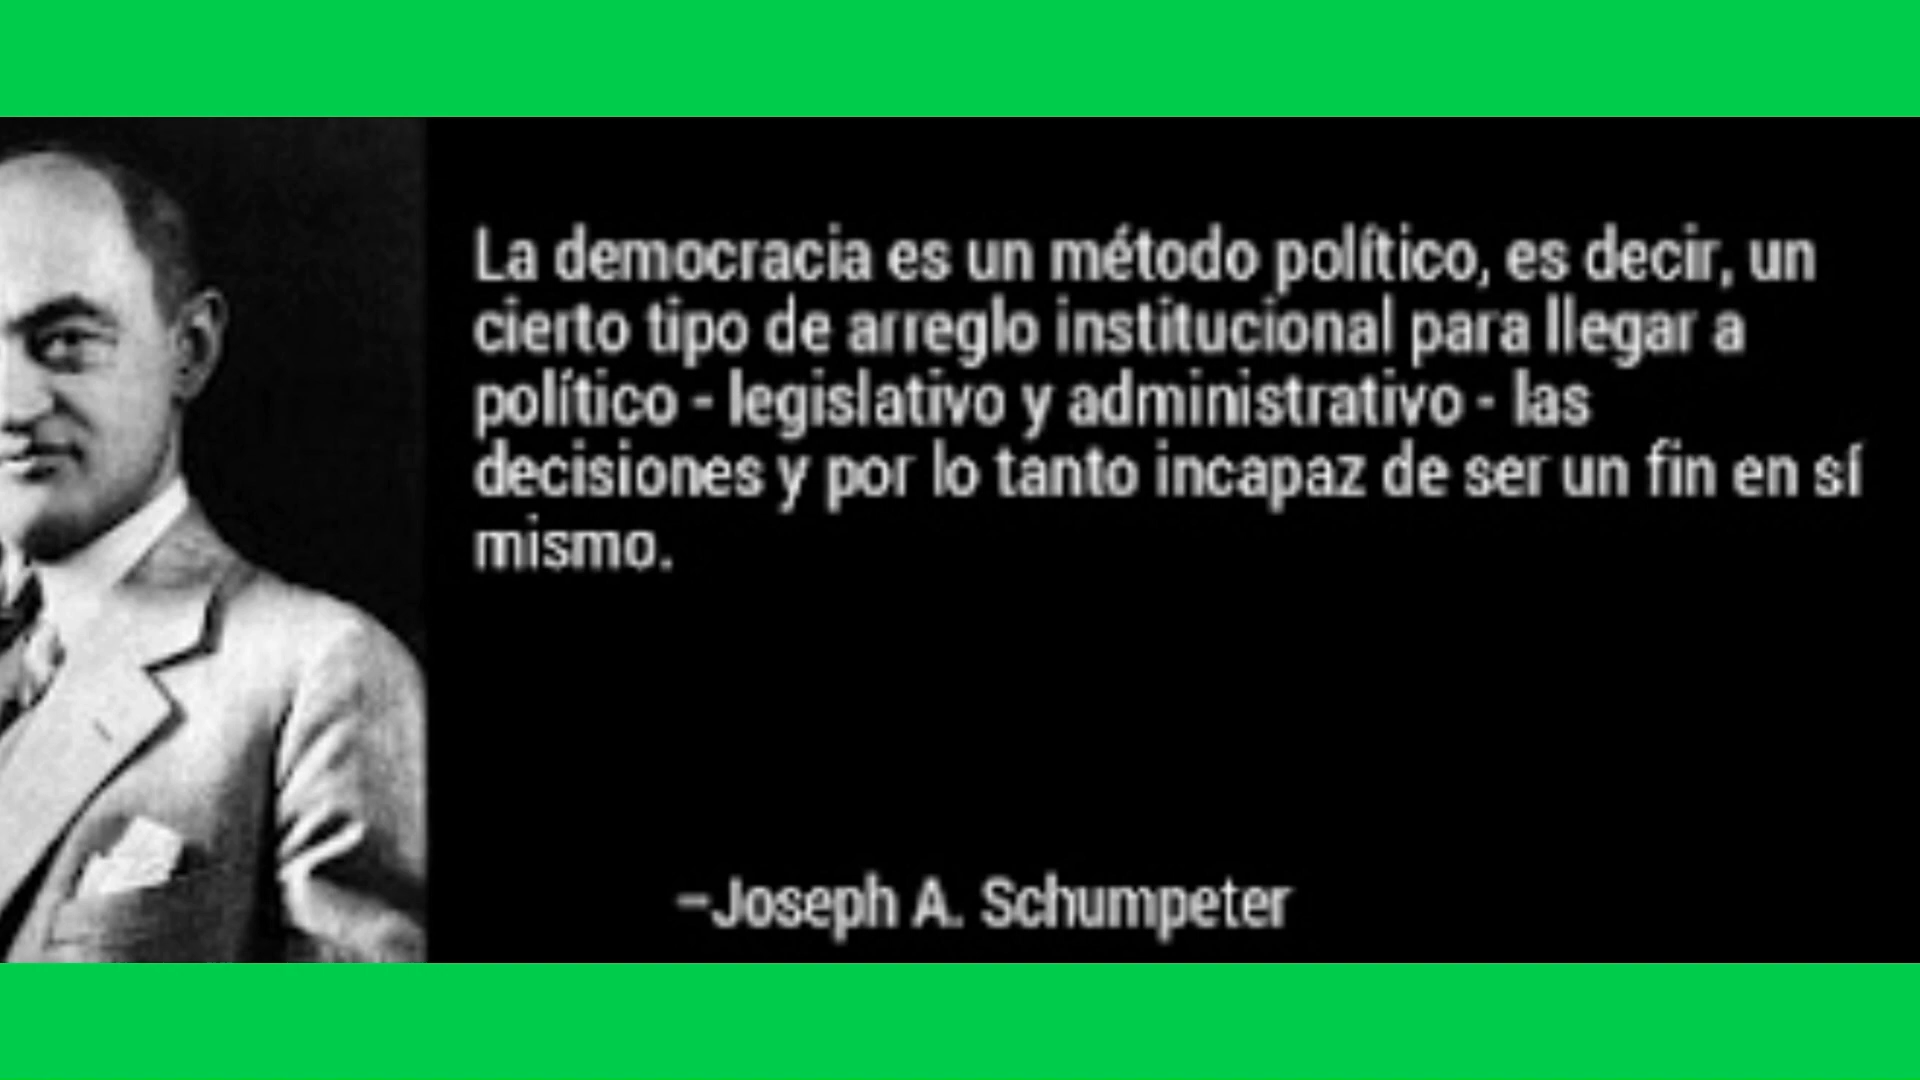 La democracia es un método político, es decir, un
cierto tipo de arreglo institucional para llegar a
político - legislativo y administrativo - las
decisiones y por lo tanto incapaz de ser un fin en sí
mismo.
–Joseph A. Schumpeter